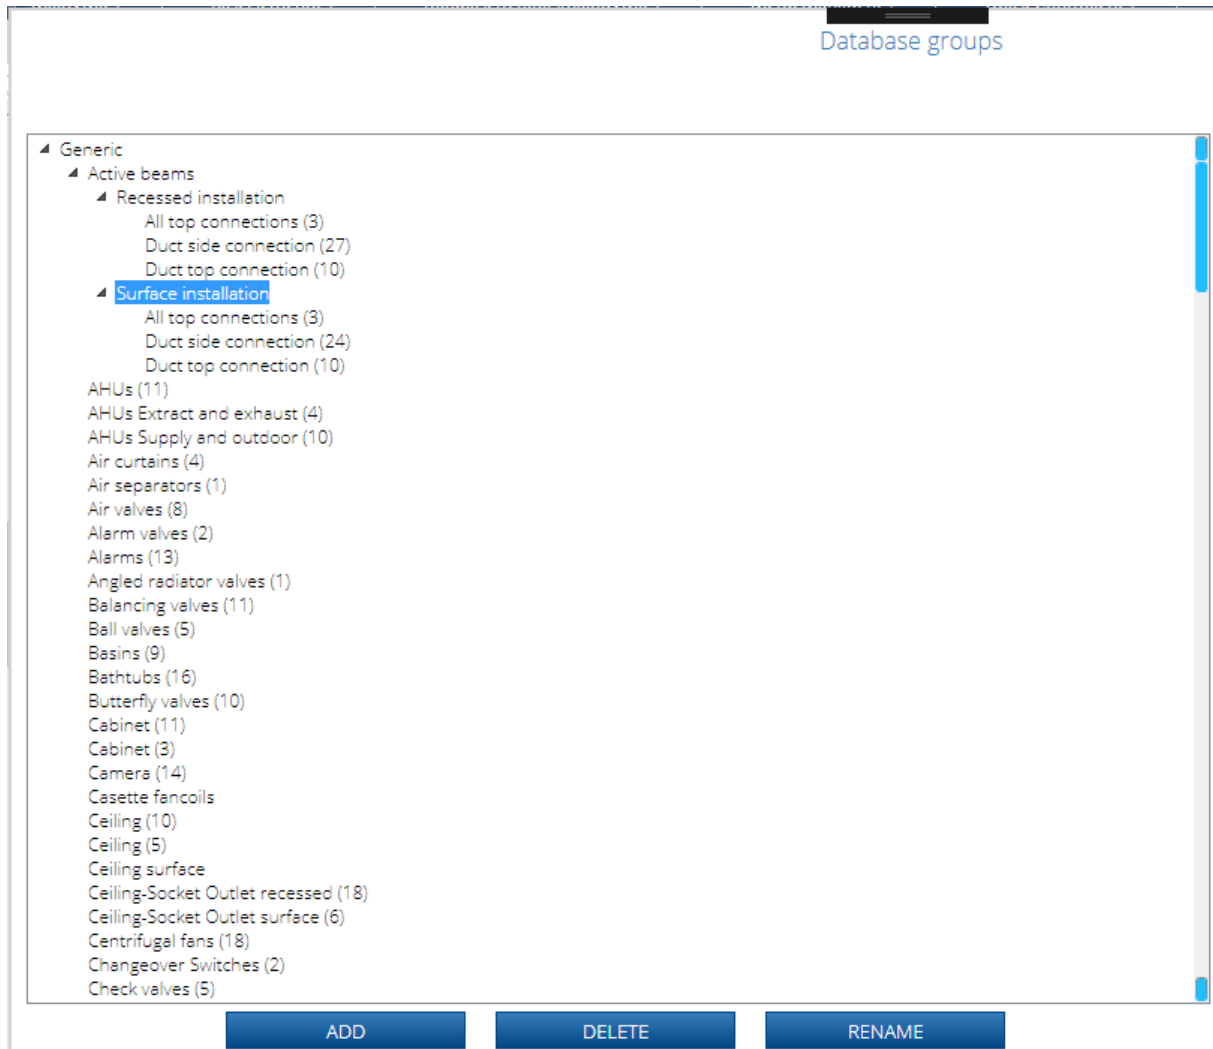 Database groups
Generic
Active beams
Recessed installation
All top connections (3)
Duct side connection (27)
Duct top connection (10)
Surface installation
All top connections (3)
Duct side connection (24)
Duct top connection (10)
AHUs (11)
AHUs Extract and exhaust (4)
AHUs Supply and outdoor (10)
Air curtains (4)
Air separators (1)
Air valves (8)
Alarm valves (2)
Alarms (13)
Angled radiator valves (1)
Balancing valves (11)
Ball valves (5)
Basins (9)
Bathtubs (16)
Butterfly valves (10)
Cabinet (11)
Cabinet (3)
Camera (14)
Casette fancoils
Ceiling (10)
Ceiling (5)
Ceiling surface
Ceiling-Socket Outlet recessed (18)
Ceiling-Socket Outlet surface (6)
Centrifugal fans (18)
Changeover Switches (2)
Check valves (5)
ADD DELETE RENAME